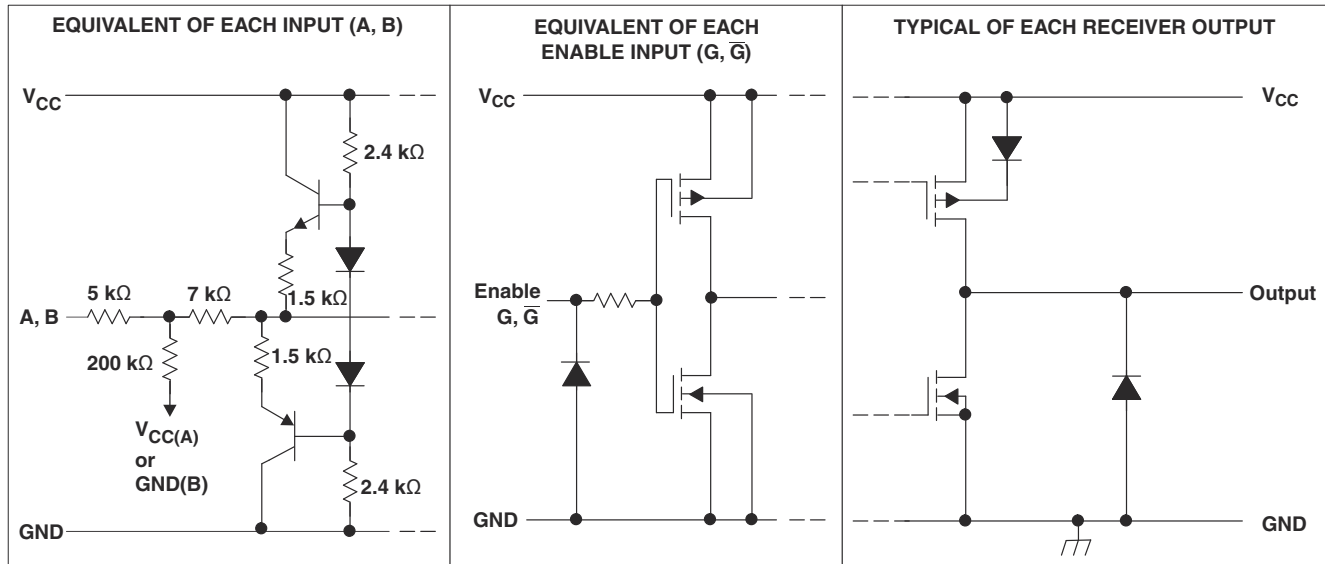 EQUIVALENT OF EACH INPUT (A, B)
VCC
2.4 kΩ
1.5 kΩ
5 kΩ
7 kΩ
A, B
200 kΩ
1.5 kΩ
VCC(A)
or
GND(B)
2.4 kΩ
GND
EQUIVALENT OF EACH
ENABLE INPUT (G, G̅)
VCC
Enable
G, G̅
GND
TYPICAL OF EACH RECEIVER OUTPUT
VCC
Output
GND